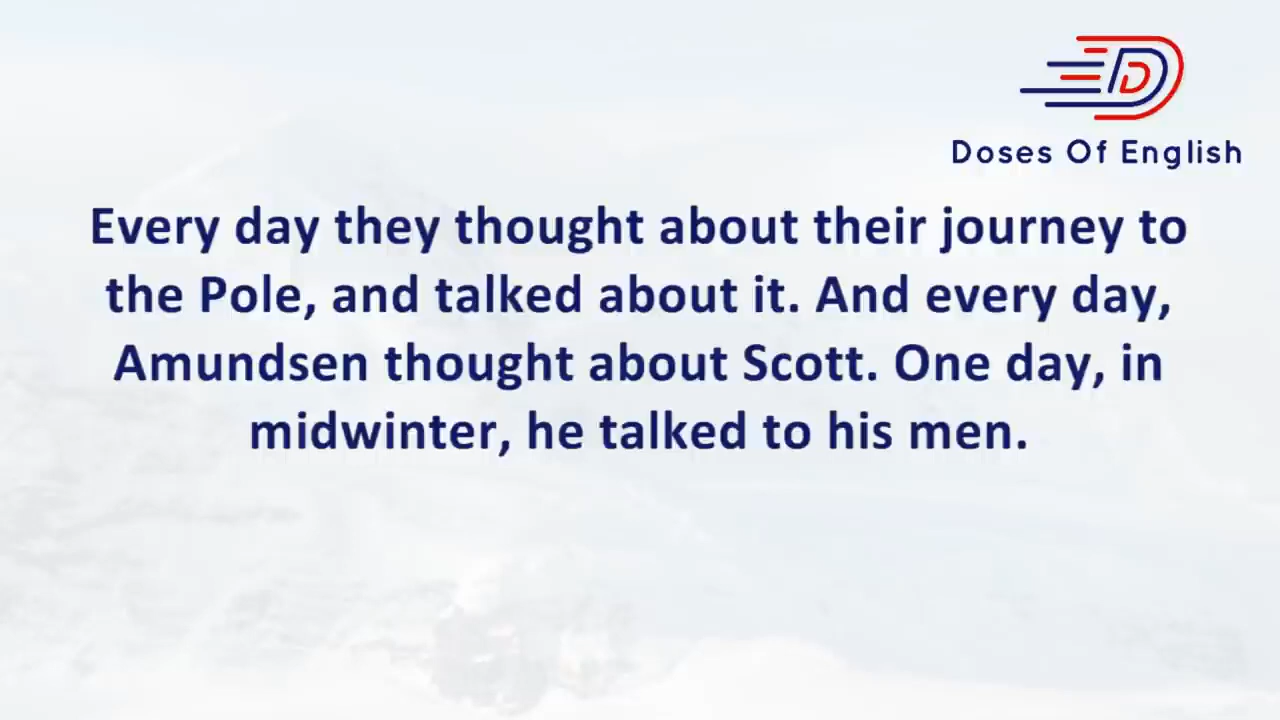 Doses Of English
Every day they thought about their journey to
the Pole, and talked about it. And every day,
Amundsen thought about Scott. One day, in
midwinter, he talked to his men.